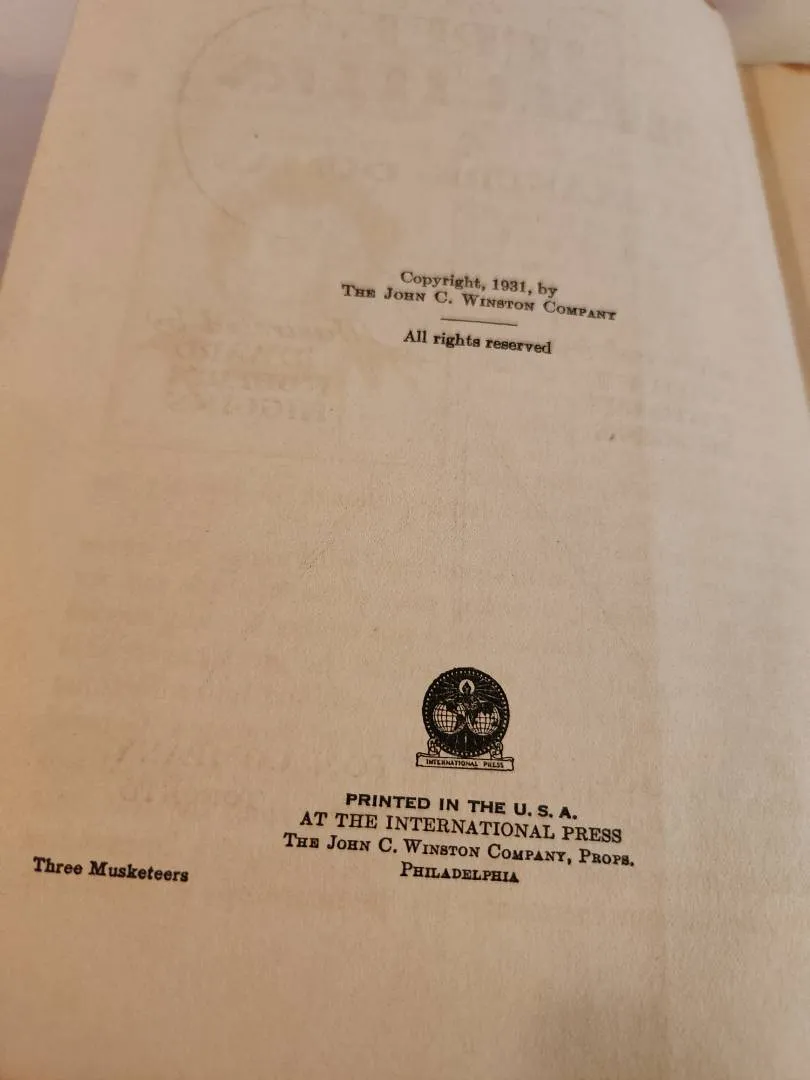 Copyright, 1931, by
THE JOHN C. WINSTON COMPANY
All rights reserved
INTERNATIONAL PRESS
PRINTED IN THE U. S. A.
AT THE INTERNATIONAL PRESS
THE JOHN C. WINSTON COMPANY, PROPS.
PHILADELPHIA
Three Musketeers